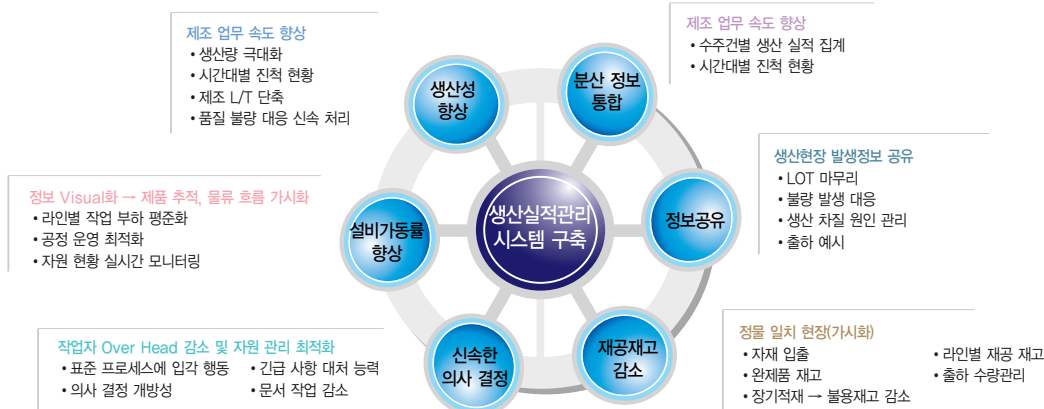 제조 업무 속도 향상
• 생산량 극대화
• 시간대별 진척 현황
• 제조 L/T 단축
• 품질 불량 대응 신속 처리
제조 업무 속도 향상
• 수주건별 생산 실적 집계
• 시간대별 진척 현황
생산성
향상
분산 정보
통합
정보 Visual화 → 제품 추적, 물류 흐름 가시화
• 라인별 작업 부하 평준화
• 공정 운영 최적화
• 자원 현황 실시간 모니터링
설비가동률
향상
생산실적관리
시스템 구축
정보공유
생산현장 발생정보 공유
• LOT 마무리
• 불량 발생 대응
• 생산 차질 원인 관리
• 출하 예시
작업자 Over Head 감소 및 자원 관리 최적화
• 표준 프로세스에 입각 행동
• 긴급 사항 대처 능력
• 의사 결정 개방성
• 문서 작업 감소
신속한
의사 결정
재공재고
감소
정물 일치 현장(가시화)
• 자재 입출
• 라인별 재공 재고
• 완제품 재고
• 출하 수량관리
• 장기적재 → 불용재고 감소